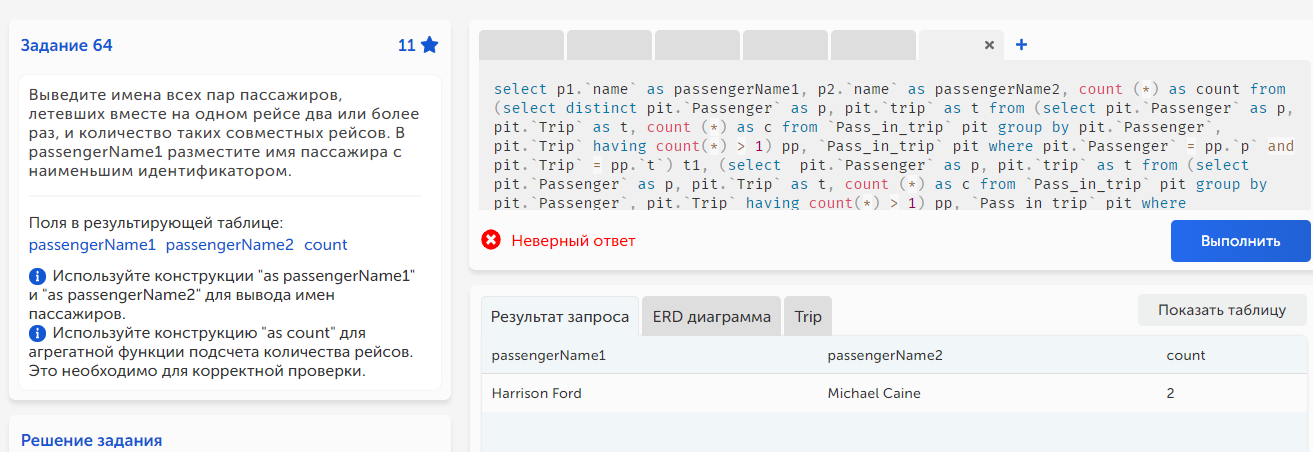 Задание 64
11
Выведите имена всех пар пассажиров,
летевших вместе на одном рейсе два или более
раз, и количество таких совместных рейсов. В
passengerName1 разместите имя пассажира с
наименьшим идентификатором.
Поля в результирующей таблице:
passengerName1 passengerName2 count
Используйте конструкции "as passengerName1"
и "as passengerName2" для вывода имен
пассажиров.
Используйте конструкцию "as count" для
агрегатной функции подсчета количества рейсов.
Это необходимо для корректной проверки.
Решение задания
select p1.`name` as passengerName1, p2.`name` as passengerName2, count (*) as count from
(select distinct pit.`Passenger` as p, pit.`trip` as t from (select pit.`Passenger` as p,
pit.`Trip` as t, count (*) as c from `Pass_in_trip` pit group by pit.`Passenger`,
pit.`Trip` having count(*) > 1) pp, `Pass_in_trip` pit where pit.`Passenger` = pp.`p` and
pit.`Trip` = pp.`t`) t1, (select  pit.`Passenger` as p, pit.`trip` as t from (select
pit.`Passenger` as p, pit.`Trip` as t, count (*) as c from `Pass_in_trip` pit group by
pit.`Passenger`, pit.`Trip` having count(*) > 1) pp, `Pass_in_trip` pit where
Неверный ответ
Выполнить
Результат запроса
ERD диаграмма
Trip
Показать таблицу
passengerName1 passengerName2 count
Harrison Ford Michael Caine 2